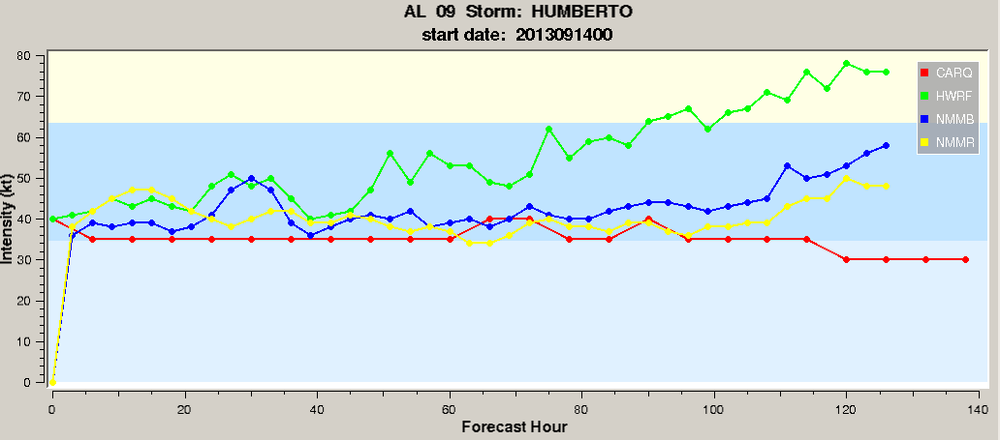 AL 09 Storm: HUMBERTO
start date: 2013091400
80
70
60
50
40
30
20
10
0
Intensity (kt)
CARQ
HWRF
NMMB
NMMR
0 20 40 60 80 100 120 140
Forecast Hour